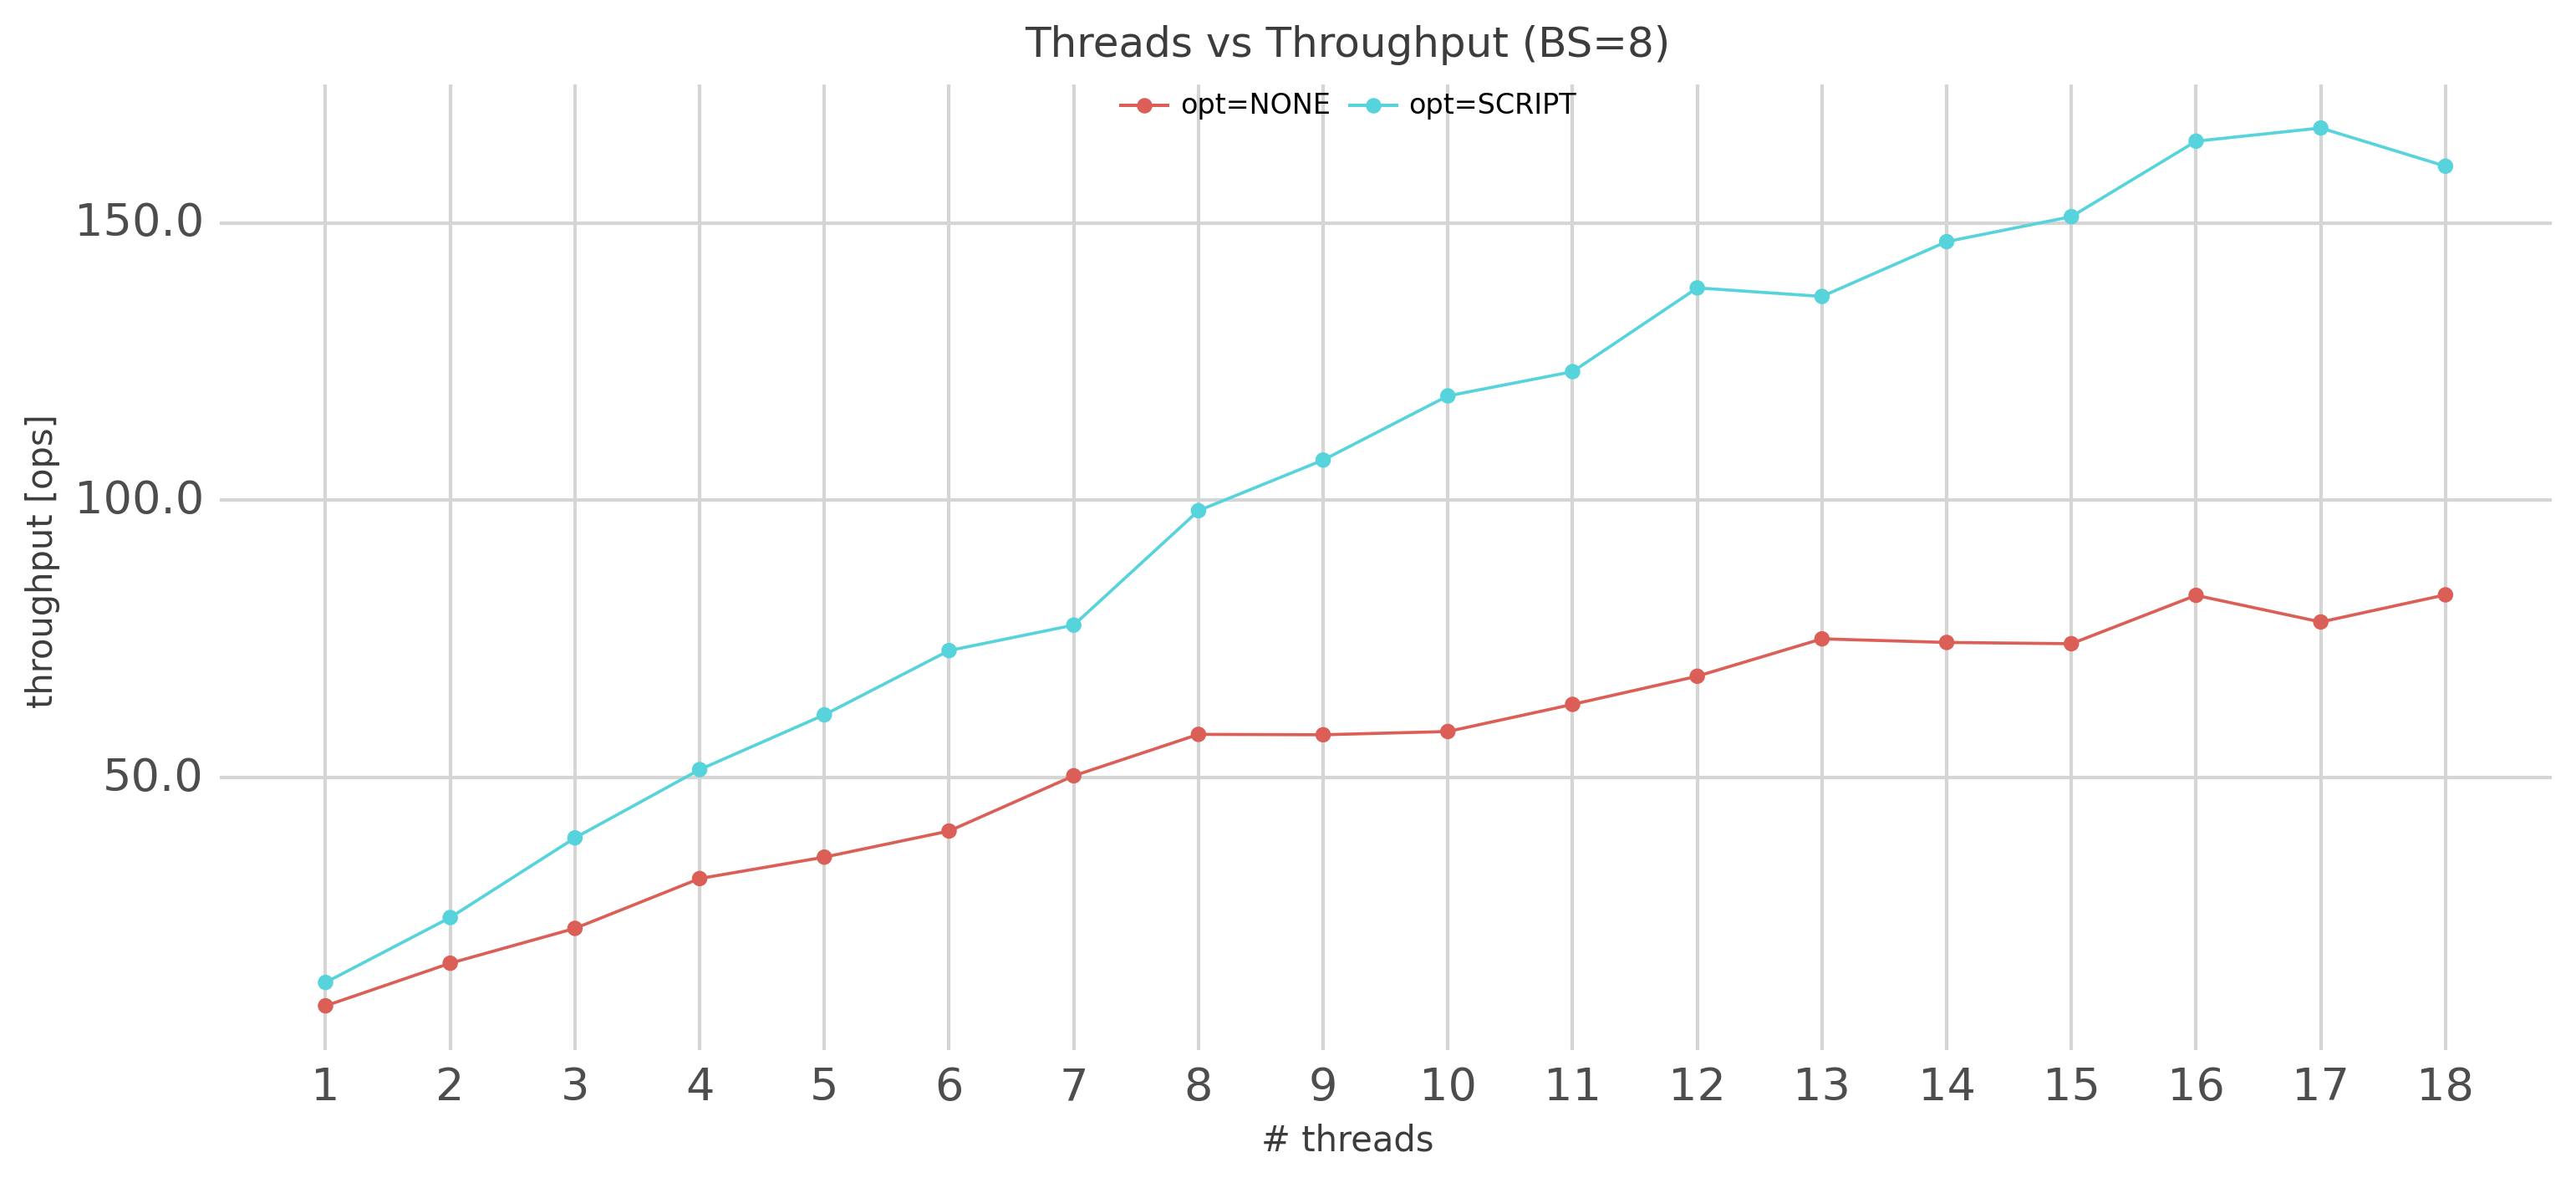 Threads vs Throughput (BS=8)
opt=NONE opt=SCRIPT
throughput [ops]
150.0
100.0
50.0
1 2 3 4 5 6 7 8 9 10 11 12 13 14 15 16 17 18
# threads